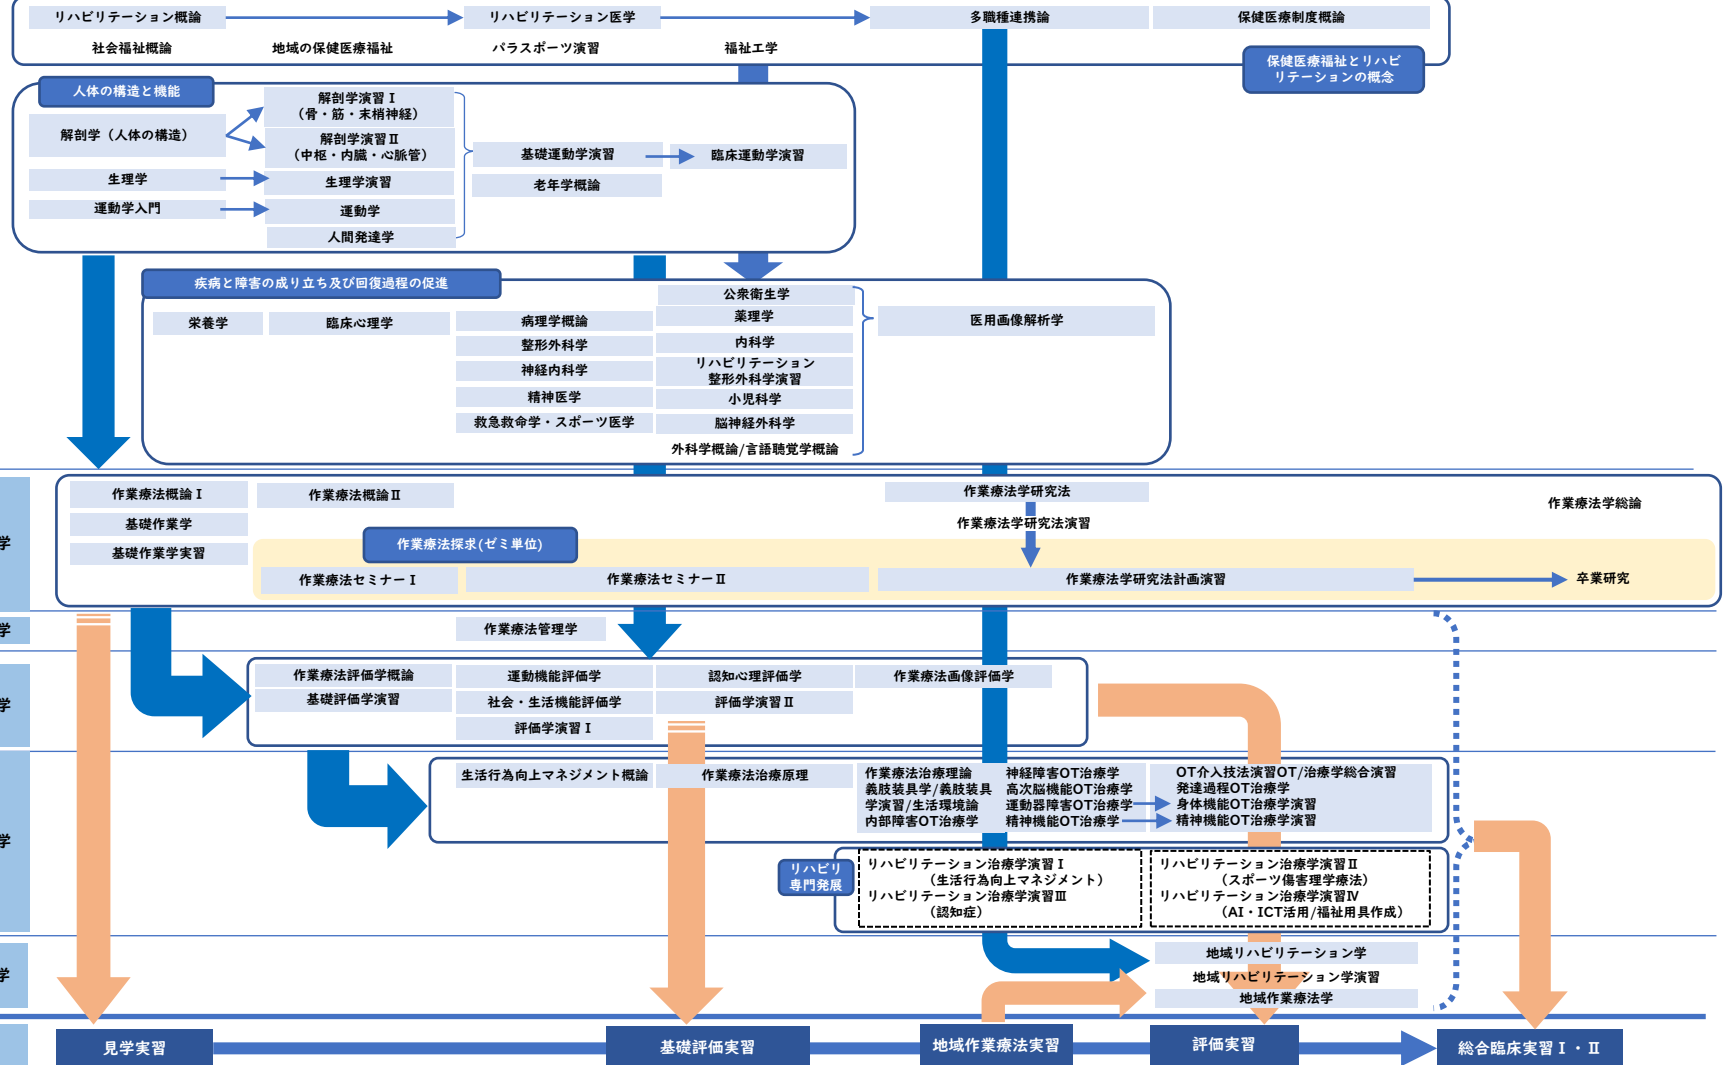 リハビリテーション概論
リハビリテーション医学
多職種連携論
保健医療制度概論
社会福祉概論
地域の保健医療福祉
パラスポーツ演習
福祉工学
保健医療福祉とリハビ
リテーションの概念
人体の構造と機能
解剖学（人体の構造）
解剖学演習Ⅰ
（骨・筋・末梢神経）
解剖学演習Ⅱ
（中枢・内臓・心脈管）
生理学
生理学演習
運動学入門
運動学
人間発達学
基礎運動学演習
臨床運動学演習
老年学概論
疾病と障害の成り立ち及び回復過程の促進
栄養学
臨床心理学
病理学概論
整形外科学
神経内科学
精神医学
救急救命学・スポーツ医学
公衆衛生学
薬理学
内科学
リハビリテーション
整形外科学演習
小児科学
脳神経外科学
外科学概論/言語聴覚学概論
医用画像解析学
学
作業療法概論Ⅰ
作業療法概論Ⅱ
基礎作業学
基礎作業学実習
作業療法学研究法
作業療法学研究法演習
作業療法学総論
作業療法探求(ゼミ単位)
作業療法セミナーⅠ
作業療法セミナーⅡ
作業療法学研究法計画演習
卒業研究
学
作業療法管理学
学
作業療法評価学概論
基礎評価学演習
運動機能評価学
社会・生活機能評価学
評価学演習Ⅰ
認知心理評価学
評価学演習Ⅱ
作業療法画像評価学
学
生活行為向上マネジメント概論
作業療法治療原理
作業療法治療理論
義肢装具学/義肢装具
学演習/生活環境論
内部障害OT治療学
神経障害OT治療学
高次脳機能OT治療学
運動器障害OT治療学
精神機能OT治療学
OT介入技法演習OT/治療学総合演習
発達過程OT治療学
身体機能OT治療学演習
精神機能OT治療学演習
リハビリ
専門発展
リハビリテーション治療学演習Ⅰ
（生活行為向上マネジメント）
リハビリテーション治療学演習Ⅲ
（認知症）
リハビリテーション治療学演習Ⅱ
（スポーツ傷害理学療法）
リハビリテーション治療学演習Ⅳ
（AI・ICT活用/福祉用具作成）
学
地域リハビリテーション学
地域リハビリテーション学演習
地域作業療法学
見学実習
基礎評価実習
地域作業療法実習
評価実習
総合臨床実習Ⅰ・Ⅱ